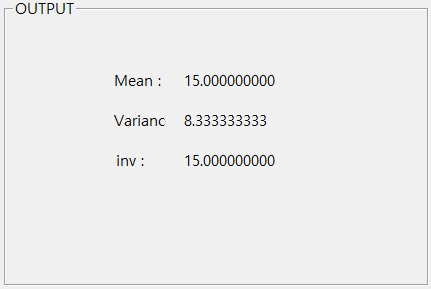 OUTPUT
Mean : 15.000000000
Varianc 8.333333333
inv : 15.000000000